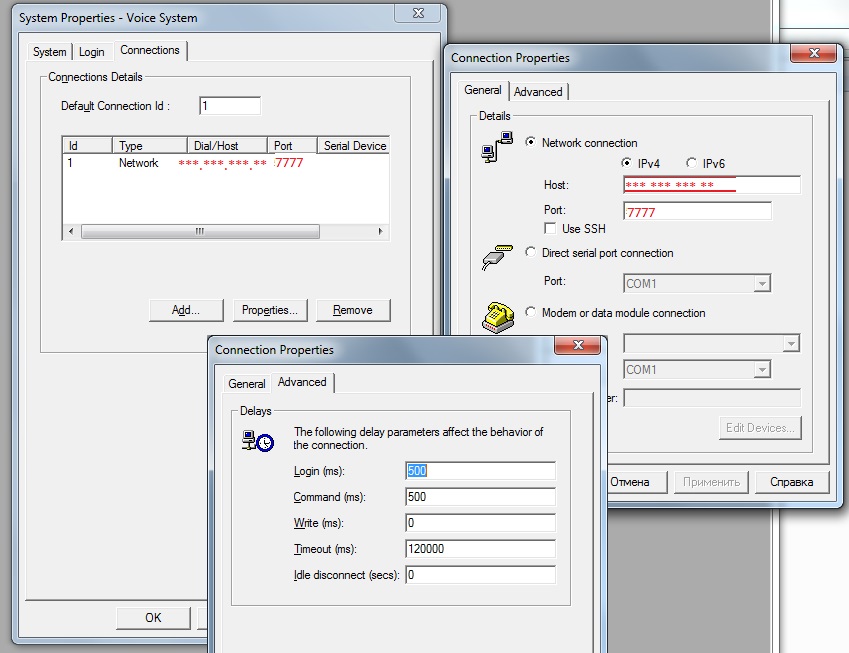 System Properties - Voice System
System Login Connections
Connections Details
Default Connection Id : 1
Id Type Dial/Host Port Serial Device
1 Network ***.***.***.** 7777
Add... Properties... Remove
OK
Connection Properties
General Advanced
Details
Network connection
IPv4 IPv6
Host: *** *** *** **
Port: 7777
Use SSH
Direct serial port connection
Port: COM1
Modem or data module connection
COM1
er:
Edit Devices...
Отмена Применить Справка
Connection Properties
General Advanced
Delays
The following delay parameters affect the behavior of
the connection.
Login (ms): 500
Command (ms): 500
Write (ms): 0
Timeout (ms): 120000
Idle disconnect (secs): 0